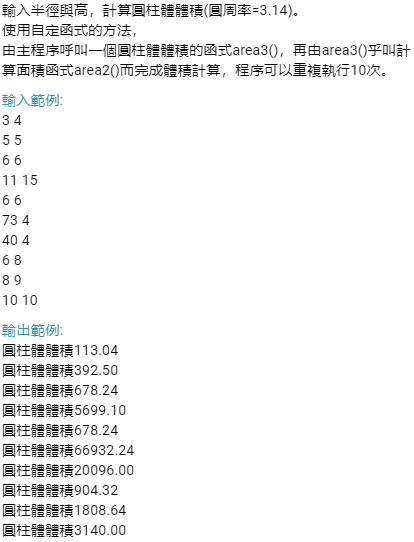 輸入半徑與高，計算圓柱體體積(圓周率=3.14)。
使用自定函式的方法，
由主程序呼叫一個圓柱體體積的函式area3()，再由area3()乎叫計
算面積函式area2()而完成體積計算，程序可以重複執行10次。
輸入範例:
3 4
5 5
6 6
11 15
6 6
73 4
40 4
6 8
8 9
10 10
輸出範例:
圓柱體體積113.04
圓柱體體積392.50
圓柱體體積678.24
圓柱體體積5699.10
圓柱體體積678.24
圓柱體體積66932.24
圓柱體體積20096.00
圓柱體體積904.32
圓柱體體積1808.64
圓柱體體積3140.00